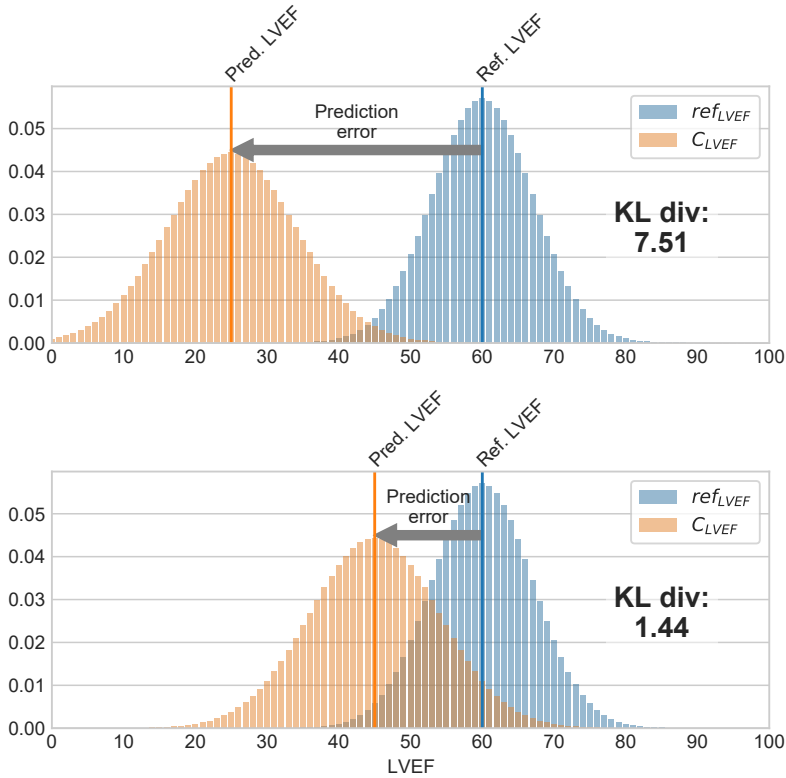 Pred. LVEF
Ref. LVEF
0.05
0.04
0.03
0.02
0.01
0.00
Prediction
error
ref_LVEF
C_LVEF
KL div:
7.51
0 10 20 30 40 50 60 70 80 90 100
Pred. LVEF
Ref. LVEF
0.05
0.04
0.03
0.02
0.01
0.00
Prediction
error
ref_LVEF
C_LVEF
KL div:
1.44
0 10 20 30 40 50 60 70 80 90 100
LVEF